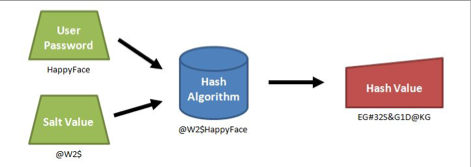 User
Password
HappyFace
Salt Value
@W2$
Hash
Algorithm
@W2$HappyFace
Hash Value
EG#32S&G1D@KG